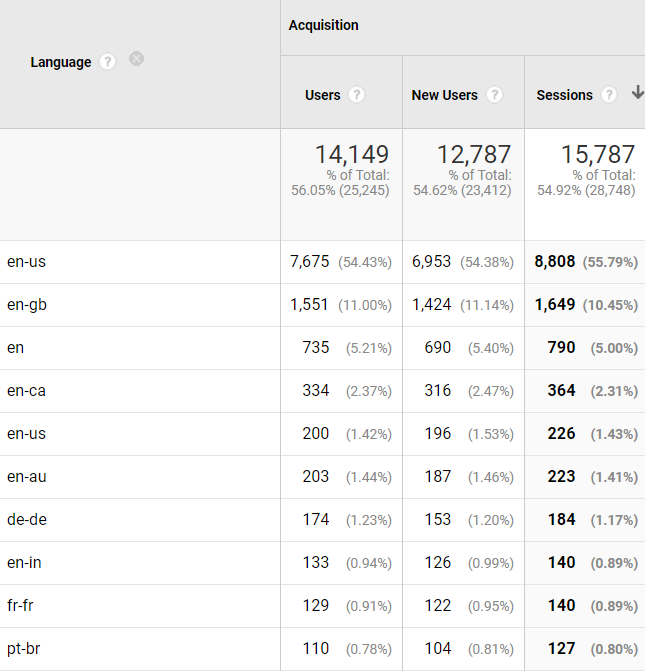 Acquisition
Language ?
Users ? New Users ? Sessions ?
14,149 12,787 15,787
% of Total: % of Total: % of Total:
56.05% (25,245) 54.62% (23,412) 54.92% (28,748)
en-us 7,675 (54.43%) 6,953 (54.38%) 8,808 (55.79%)
en-gb 1,551 (11.00%) 1,424 (11.14%) 1,649 (10.45%)
en 735 (5.21%) 690 (5.40%) 790 (5.00%)
en-ca 334 (2.37%) 316 (2.47%) 364 (2.31%)
en-us 200 (1.42%) 196 (1.53%) 226 (1.43%)
en-au 203 (1.44%) 187 (1.46%) 223 (1.41%)
de-de 174 (1.23%) 153 (1.20%) 184 (1.17%)
en-in 133 (0.94%) 126 (0.99%) 140 (0.89%)
fr-fr 129 (0.91%) 122 (0.95%) 140 (0.89%)
pt-br 110 (0.78%) 104 (0.81%) 127 (0.80%)